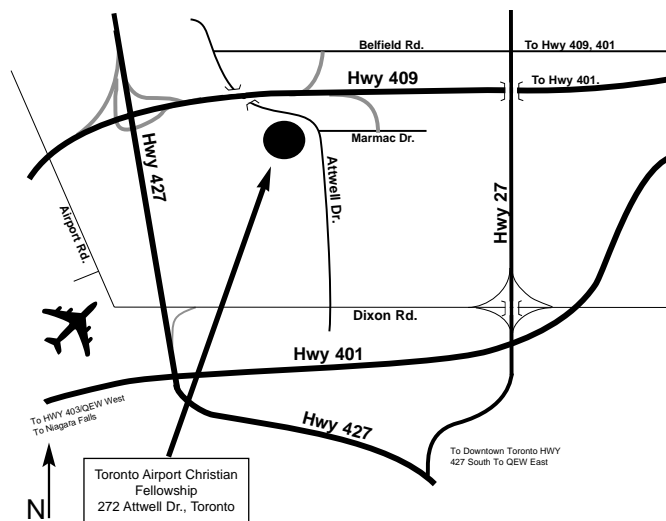 Belfield Rd.
To Hwy 409, 401
Hwy 409
To Hwy 401.
Marmac Dr.
Hwy 427
Attwell Dr.
Hwy 27
Airport Rd.
Dixon Rd.
Hwy 401
To HWY 403/QEW West
To Niagara Falls
Hwy 427
To Downtown Toronto HWY
427 South To QEW East
Toronto Airport Christian
Fellowship
272 Attwell Dr., Toronto
N